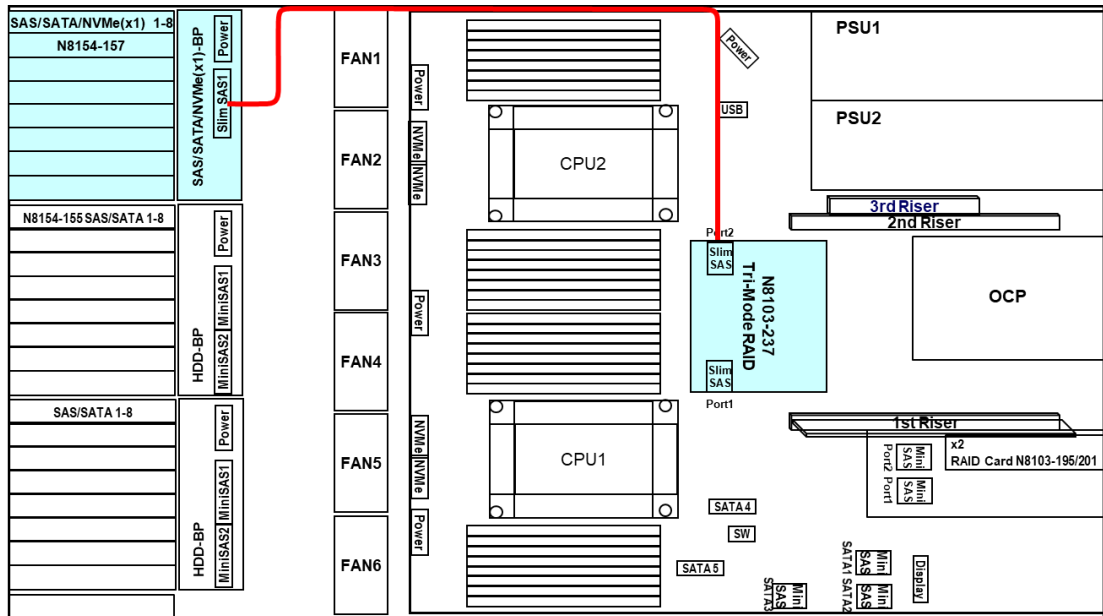 SAS/SATA/NVMe(x1) 1-8
N8154-157
SAS/SATA/NVMe(x1)-BP
Power
Slim SAS1
N8154-155 SAS/SATA 1-8
HDD-BP
Power
MiniSAS2 MiniSAS1
SAS/SATA 1-8
HDD-BP
Power
MiniSAS2 MiniSAS1
FAN1
FAN2
FAN3
FAN4
FAN5
FAN6
Power
NVMe NVMe
Power
NVMe NVMe
Power
CPU2
CPU1
Power
USB
Port2
Slim
SAS
N8103-237
Tri-Mode RAID
Slim
SAS
Port1
PSU1
PSU2
3rd Riser
2nd Riser
OCP
1st Riser
x2
RAID Card N8103-195/201
Port2 Port1
Mini
SAS
Mini
SAS
SATA4
SW
SATA5
SATA1 SATA2
Mini
SAS
Mini
SAS
SATA3
Mini
SAS
Display